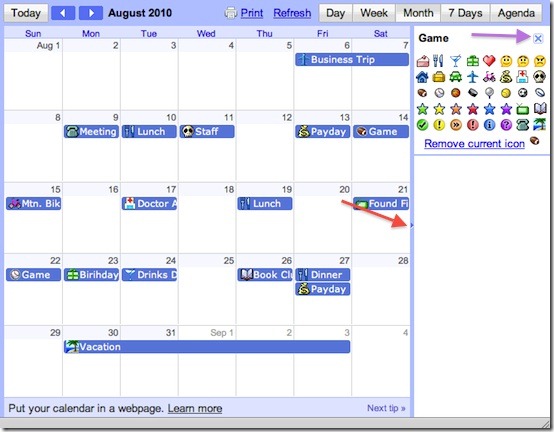 Today August 2010 Print Refresh Day Week Month 7 Days Agenda
Sun Mon Tue Wed Thu Fri Sat
Game
Aug 1 2 3 4 5 6 7
Business Trip
8 9 10 11 12 13 14
Meeting Lunch Staff Payday Game
Remove current icon
15 16 17 18 19 20 21
Mtn. Bik Doctor A Lunch Found Fi
22 23 24 25 26 27 28
Game Birihday Drinks D Book Clu Dinner
Payday
29 30 31 Sep 1 2 3 4
Vacation
Put your calendar in a webpage. Learn more Next tip »